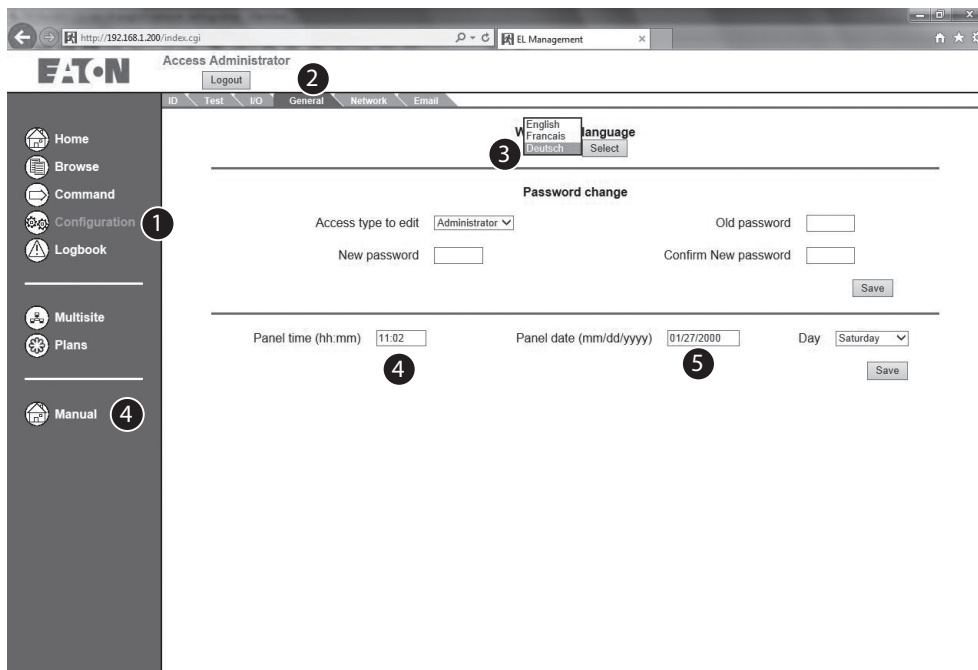 http://192.168.1.200/index.cgi
EL Management
EATON
Access Administrator
Logout
2
ID Test I/O General Network Email
Home
Browse
Command
Configuration 1
Logbook
Multisite
Plans
Manual 4
English
Francais
Deutsch
language
3
Select
Password change
Access type to edit Administrator Old password
New password Confirm New password
Save
Panel time (hh:mm) 11:02 Panel date (mm/dd/yyyy) 01/27/2000 Day Saturday
4 5
Save